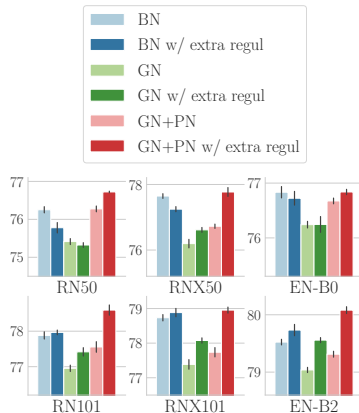 BN
BN w/ extra regul
GN
GN w/ extra regul
GN+PN
GN+PN w/ extra regul
77
76
75
RN50
78
76
RNX50
77
76
EN-B0
78
77
RN101
79
78
77
RNX101
80
79
EN-B2